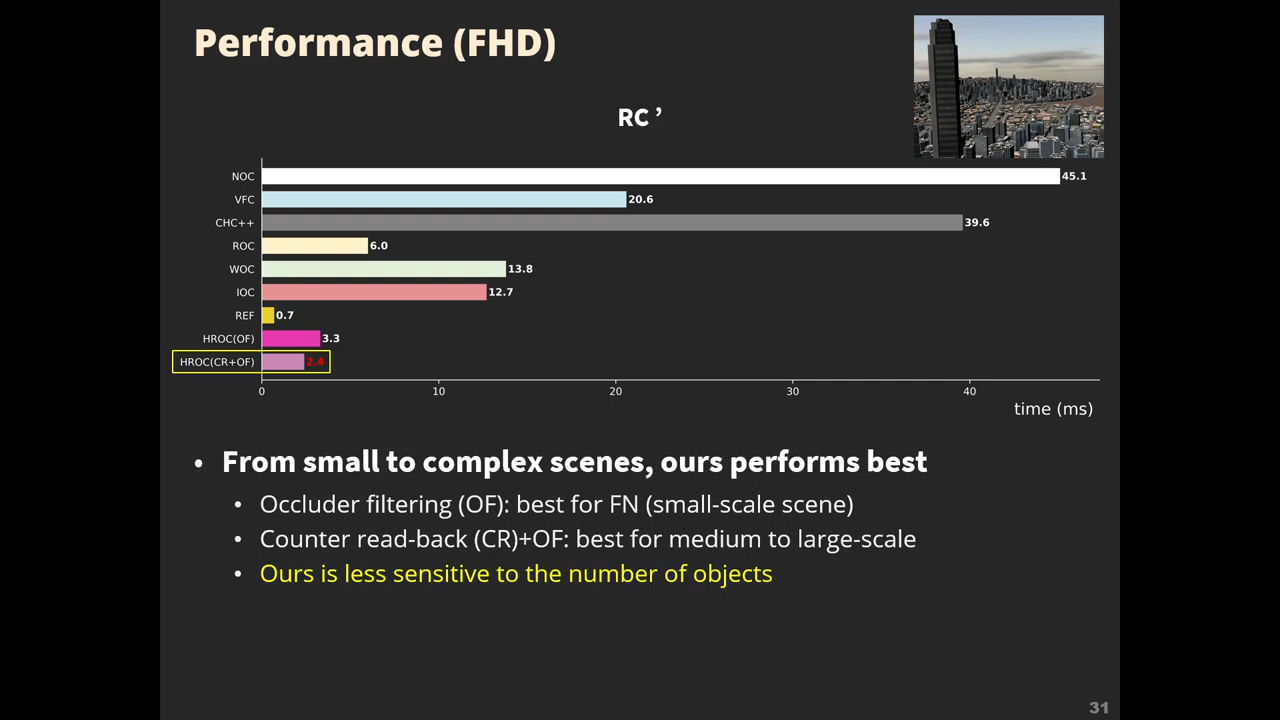 Performance (FHD)
RC ’
NOC 45.1
VFC 20.6
CHC++ 39.6
ROC 6.0
WOC 13.8
IOC 12.7
REF 0.7
HROC(OF) 3.3
HROC(CR+OF) 2.4
0 10 20 30 40
time (ms)
• From small to complex scenes, ours performs best
• Occluder filtering (OF): best for FN (small-scale scene)
• Counter read-back (CR)+OF: best for medium to large-scale
• Ours is less sensitive to the number of objects
31